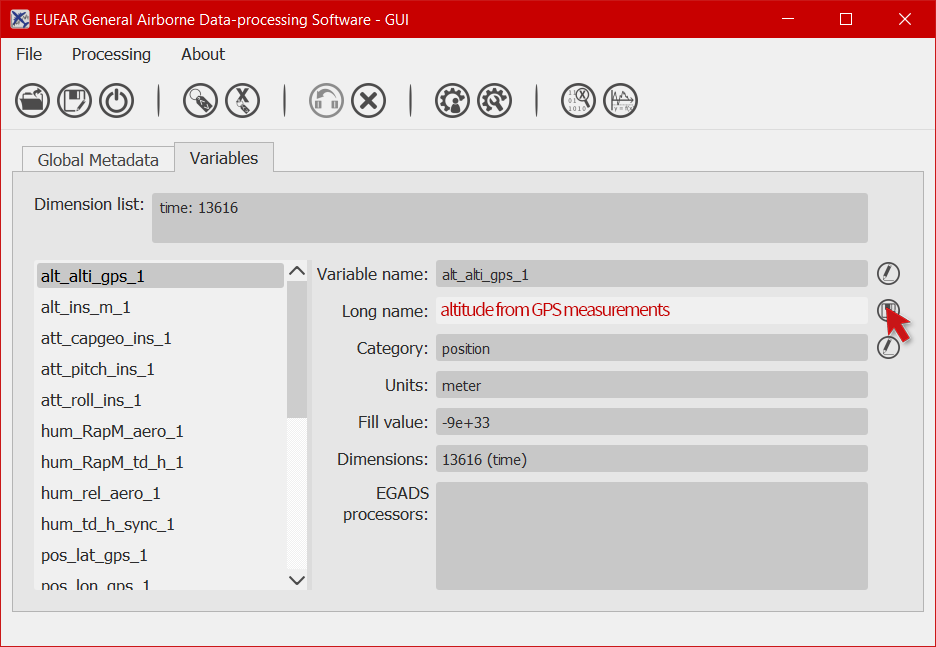 EUFAR General Airborne Data-processing Software - GUI
File Processing About
Global Metadata Variables
Dimension list: time: 13616
alt_alti_gps_1
alt_ins_m_1
att_capgeo_ins_1
att_pitch_ins_1
att_roll_ins_1
hum_RapM_aero_1
hum_RapM_td_h_1
hum_rel_aero_1
hum_td_h_sync_1
pos_lat_gps_1
pos_lon_gps_1
Variable name: alt_alti_gps_1
Long name: altitude from GPS measurements
Category: position
Units: meter
Fill value: -9e+33
Dimensions: 13616 (time)
EGADS
processors: